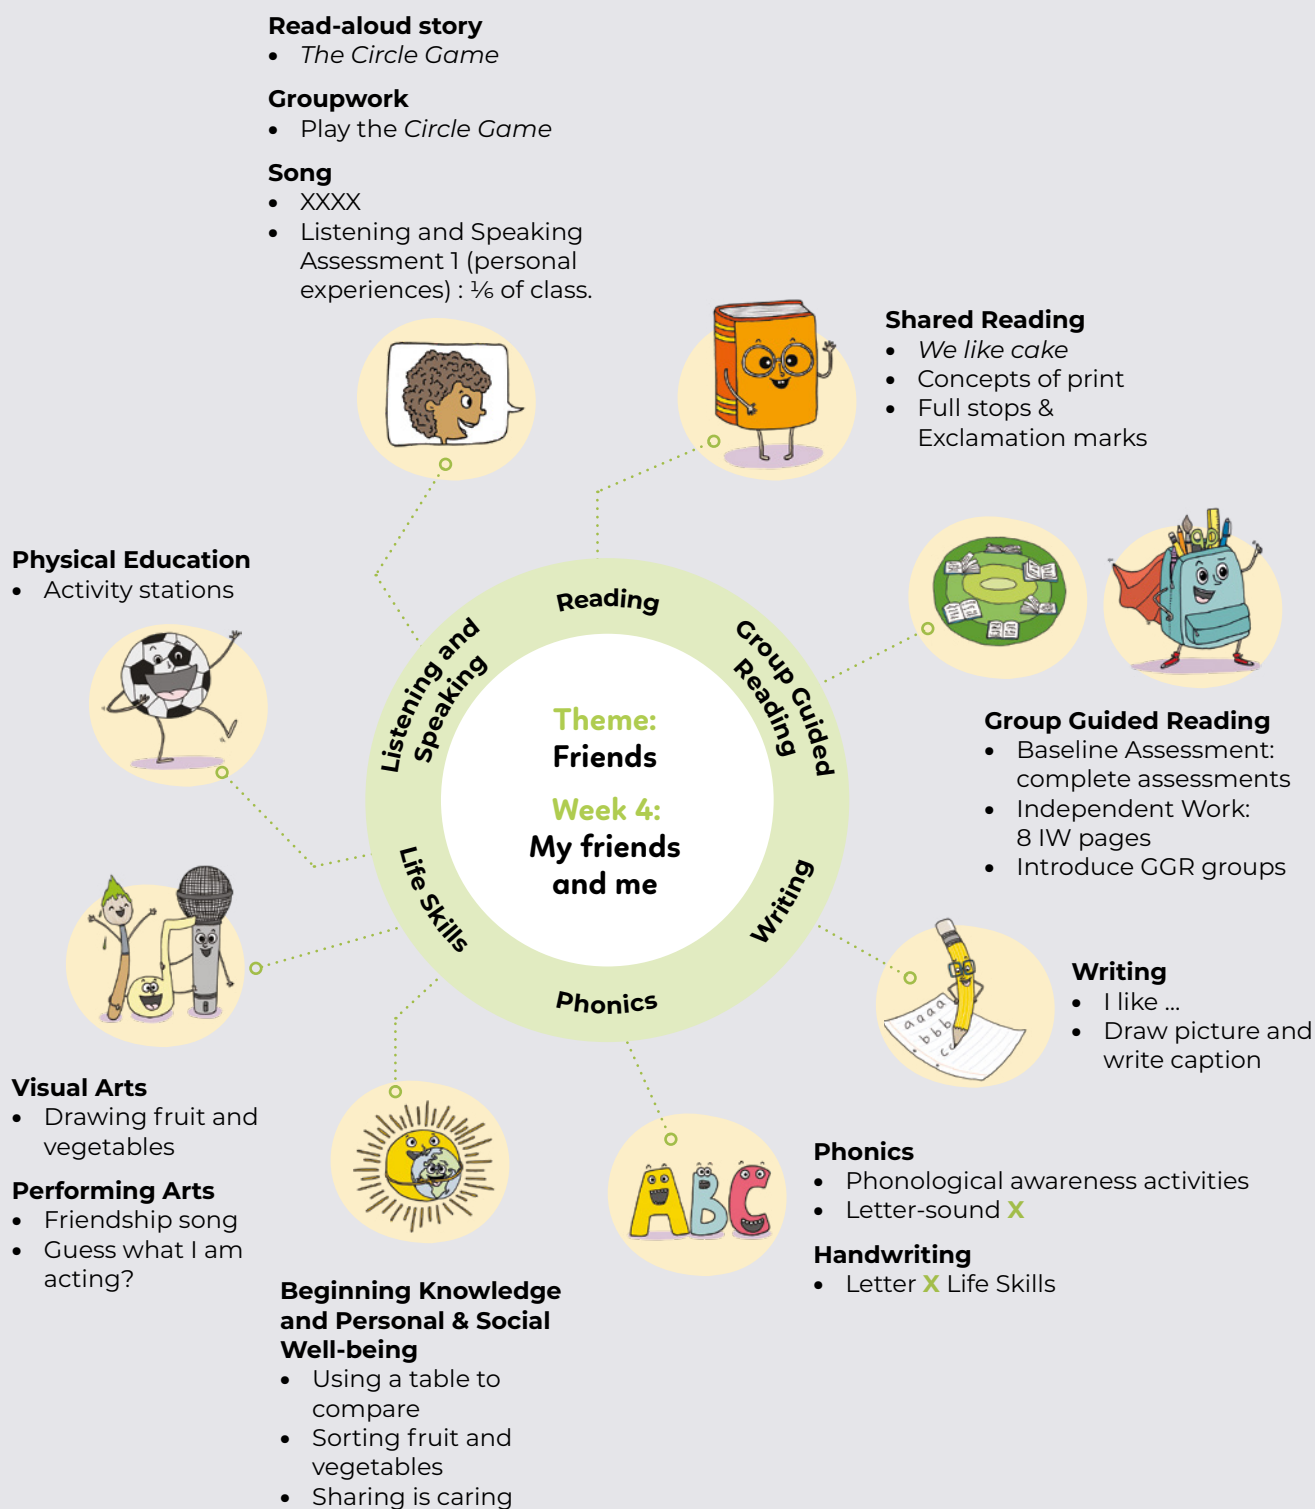 Read-aloud story
• The Circle Game
Groupwork
• Play the Circle Game
Song
• XXXX
• Listening and Speaking
Assessment 1 (personal
experiences) : ⅙ of class.
Shared Reading
• We like cake
• Concepts of print
• Full stops &
Exclamation marks
Physical Education
• Activity stations
Reading
Listening and
Speaking
Group Guided
Reading
Theme:
Friends
Week 4:
My friends
and me
Life Skills
Writing
Phonics
Group Guided Reading
• Baseline Assessment:
complete assessments
• Independent Work:
8 IW pages
• Introduce GGR groups
aaaa
bbb
cc
Writing
• I like ...
• Draw picture and
write caption
Visual Arts
• Drawing fruit and
vegetables
Performing Arts
• Friendship song
• Guess what I am
acting?
ABC
Phonics
• Phonological awareness activities
• Letter-sound X
Handwriting
• Letter X Life Skills
Beginning Knowledge
and Personal & Social
Well-being
• Using a table to
compare
• Sorting fruit and
vegetables
• Sharing is caring